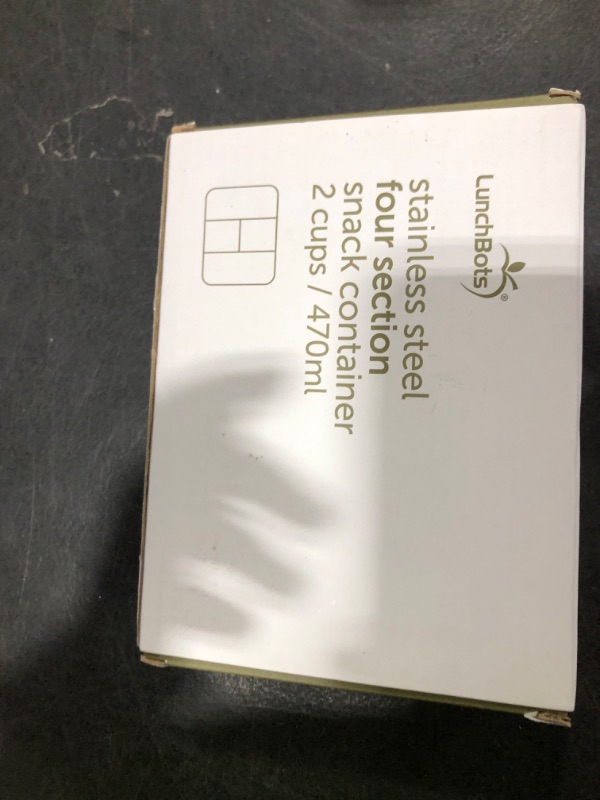 LunchBots®
stainless steel
four section
snack container
2 cups / 470ml